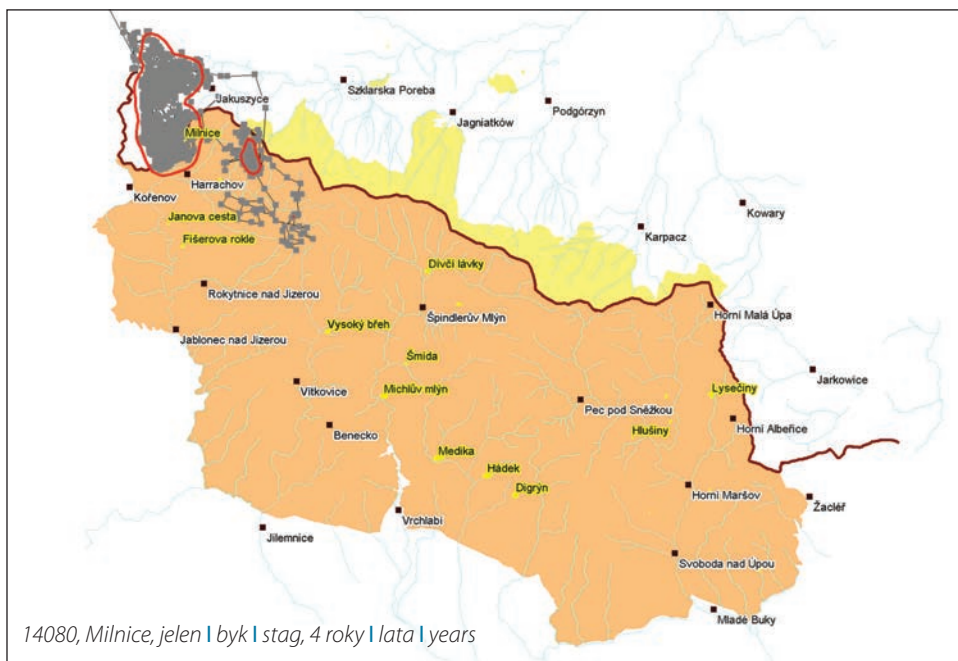 Szklarska Poreba
Jakuszyce
Podgórzyn
Jagniatków
Milnice
Harrachov
Kořenov
Kowary
Janova cesta
Karpacz
Fišerova rokle
Dívčí lávky
Rokytnice nad Jizerou
Špindlerův Mlýn
Horní Malá Úpa
Vysoký břeh
Jablonec nad Jizerou
Šmída
Jarkowice
Vítkovice
Lysečiny
Michlův mlýn
Pec pod Sněžkou
Horní Albeřice
Benecko
Hlušiny
Medika
Hádek
Horní Maršov
Digrýn
Žacléř
Vrchlabí
Jilemnice
Svoboda nad Úpou
Mladé Buky
14080, Milnice, jelen | byk | stag, 4 roky | lata | years